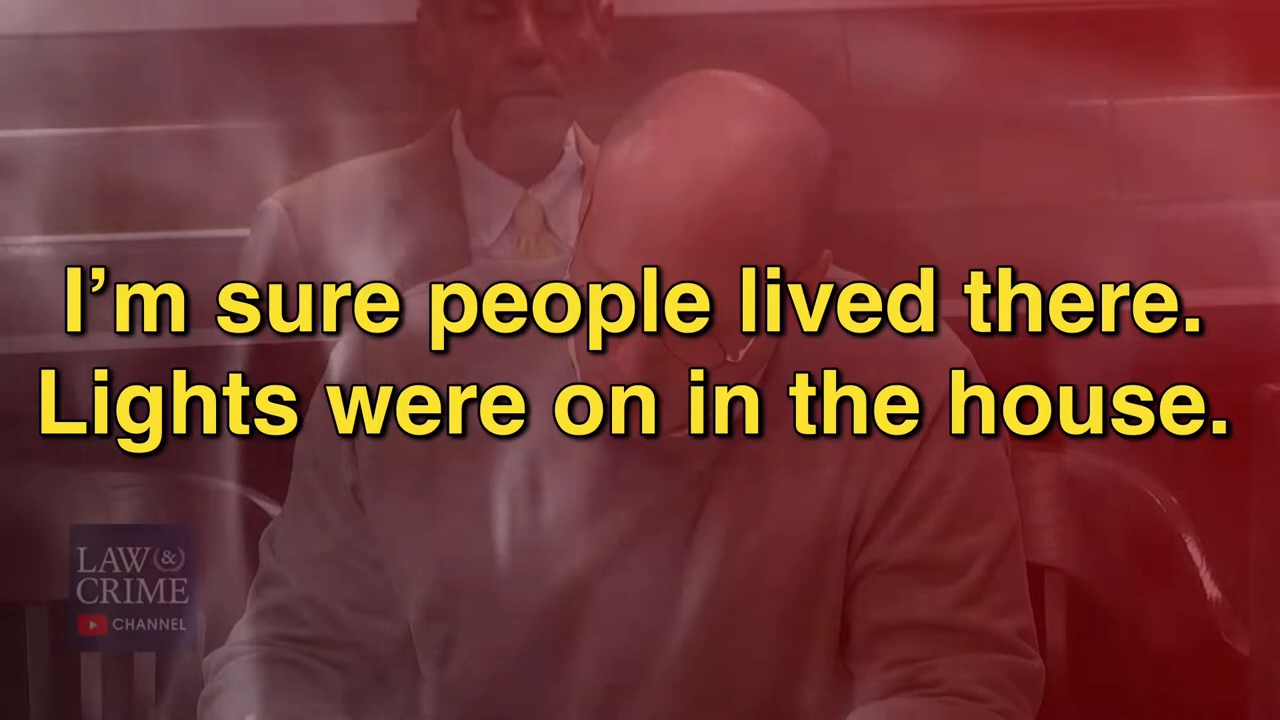 I’m sure people lived there.
Lights were on in the house.
LAW &
CRIME
CHANNEL